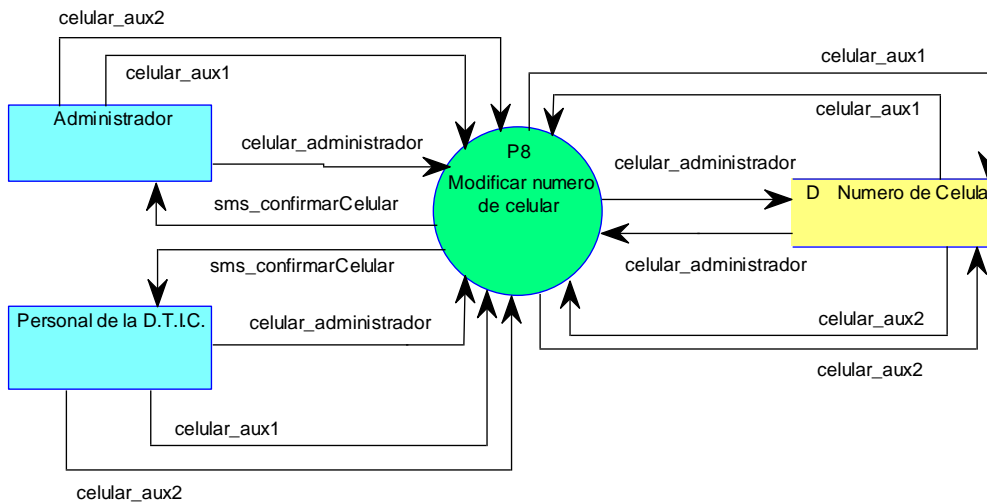 celular_aux2
celular_aux1
Administrador
celular_administrador
sms_confirmarCelular
sms_confirmarCelular
Personal de la D.T.I.C.
celular_administrador
celular_aux1
celular_aux2
P8
Modificar numero
de celular
celular_aux1
celular_aux1
celular_administrador
D Numero de Celula
celular_administrador
celular_aux2
celular_aux2